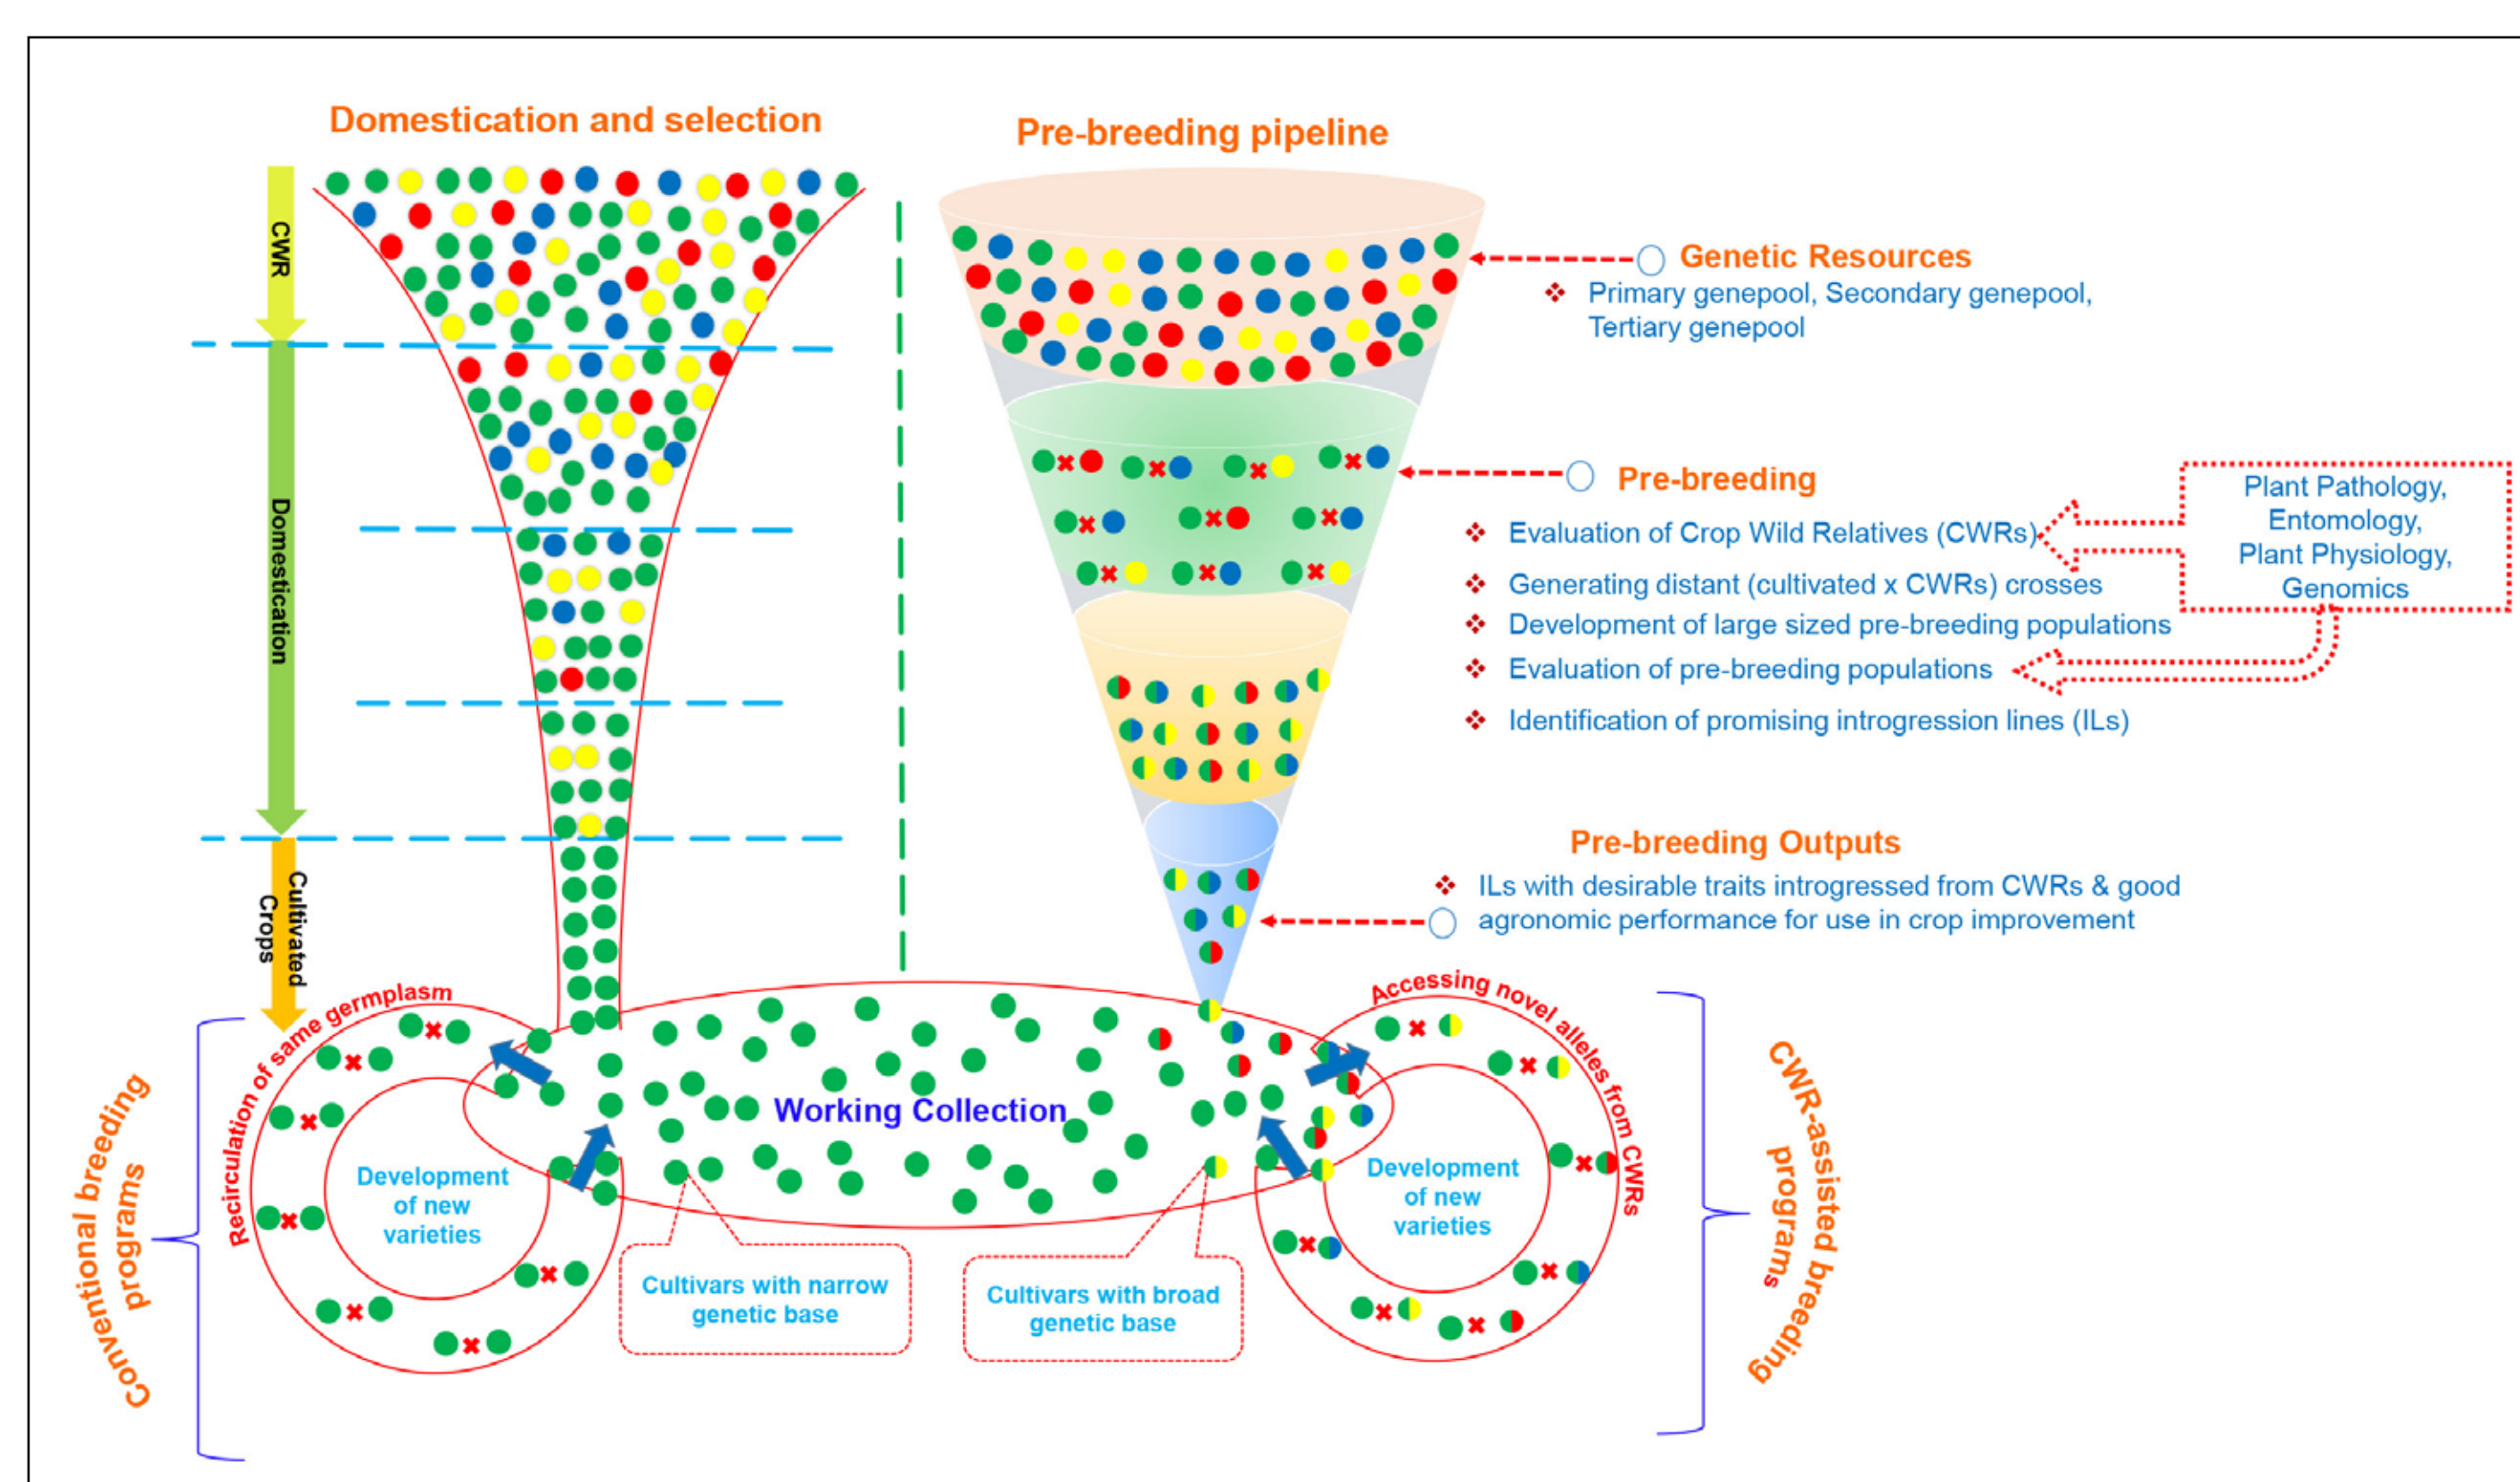 Domestication and selection
Pre-breeding pipeline
CWR
Domestication
Cultivated
Crops
Genetic Resources
❖ Primary genepool, Secondary genepool,
Tertiary genepool
Pre-breeding
❖ Evaluation of Crop Wild Relatives (CWRs)
❖ Generating distant (cultivated x CWRs) crosses
❖ Development of large sized pre-breeding populations
❖ Evaluation of pre-breeding populations
❖ Identification of promising introgression lines (ILs)
Plant Pathology,
Entomology,
Plant Physiology,
Genomics
Pre-breeding Outputs
❖ ILs with desirable traits introgressed from CWRs & good
agronomic performance for use in crop improvement
Conventional breeding
programs
Recirculation of same germplasm
Development
of new
varieties
Working Collection
Cultivars with narrow
genetic base
Cultivars with broad
genetic base
Accessing novel alleles from CWRs
Development
of new
varieties
CWR-assisted breeding
programs